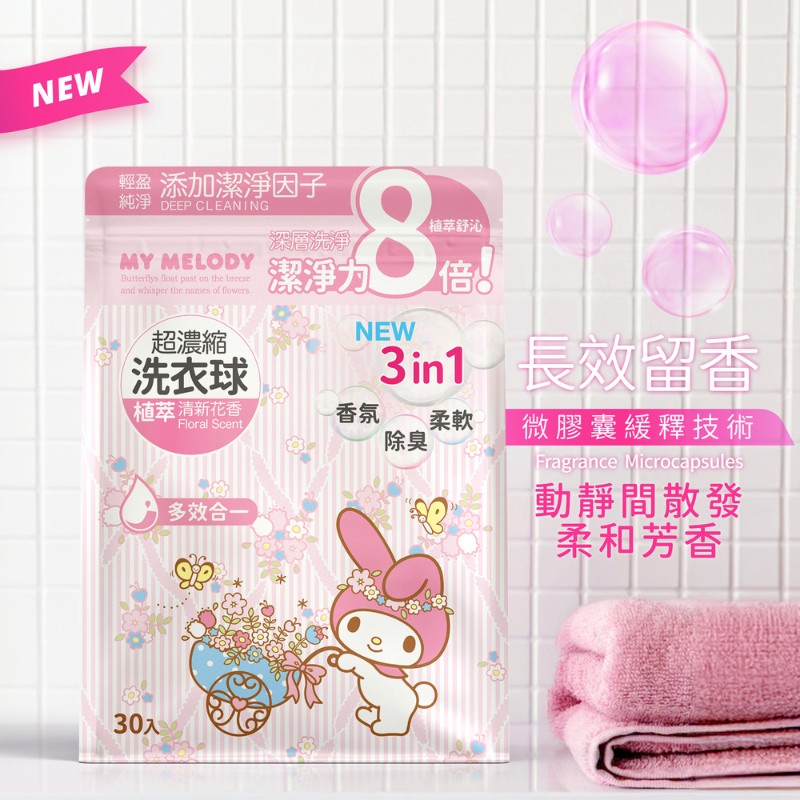 NEW
輕盈
純淨
添加潔淨因子
DEEP CLEANING
深層洗淨
潔淨力8倍!
植萃舒沁
MY MELODY
Butterflys float past on the breeze
and whisper the names of flowers.
超濃縮
洗衣球
植萃 清新花香
Floral Scent
NEW
3in1
香氛
除臭
柔軟
多效合一
30入
長效留香
微膠囊緩釋技術
Fragrance Microcapsules
動靜間散發
柔和芳香